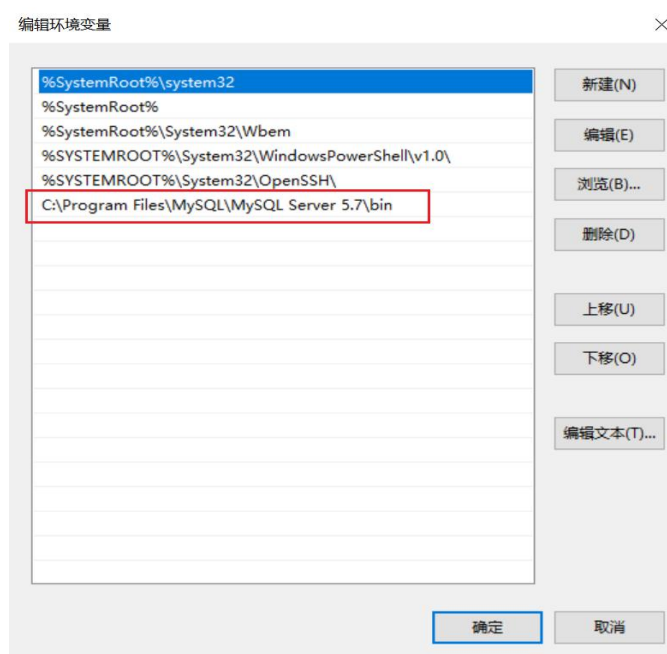 编辑环境变量
%SystemRoot%\system32
%SystemRoot%
%SystemRoot%\System32\Wbem
%SYSTEMROOT%\System32\WindowsPowerShell\v1.0\
%SYSTEMROOT%\System32\OpenSSH\
C:\Program Files\MySQL\MySQL Server 5.7\bin
新建(N)
编辑(E)
浏览(B)...
删除(D)
上移(U)
下移(O)
编辑文本(T)...
确定
取消